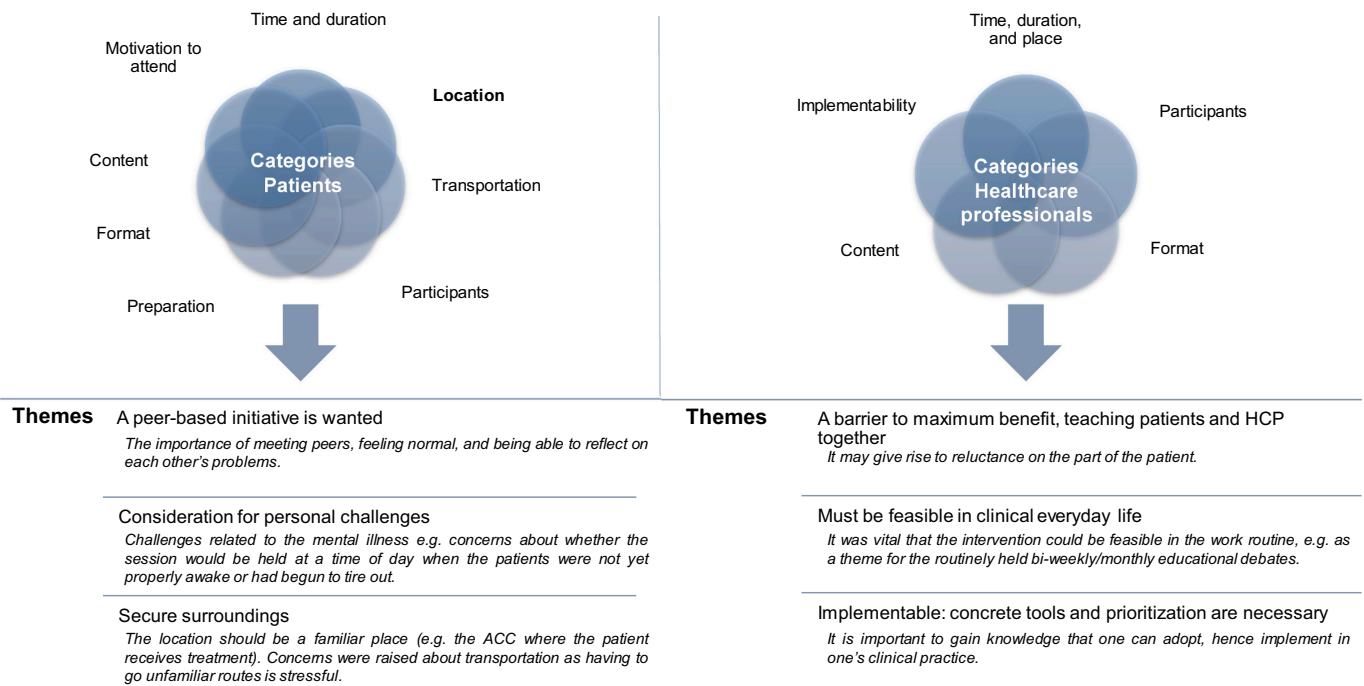 Time and duration
Motivation to
attend
Location
Content
Categories
Patients
Transportation
Format
Participants
Preparation
Themes
A peer-based initiative is wanted
The importance of meeting peers, feeling normal, and being able to reflect on
each other's problems.
Consideration for personal challenges
Challenges related to the mental illness e.g. concerns about whether the
session would be held at a time of day when the patients were not yet
properly awake or had begun to tire out.
Secure surroundings
The location should be a familiar place (e.g. the ACC where the patient
receives treatment). Concerns were raised about transportation as having to
go unfamiliar routes is stressful.
Time, duration,
and place
Implementability
Participants
Categories
Healthcare
professionals
Content
Format
Themes
A barrier to maximum benefit, teaching patients and HCP
together
It may give rise to reluctance on the part of the patient.
Must be feasible in clinical everyday life
It was vital that the intervention could be feasible in the work routine, e.g. as
a theme for the routinely held bi-weekly/monthly educational debates.
Implementable: concrete tools and prioritization are necessary
It is important to gain knowledge that one can adopt, hence implement in
one's clinical practice.